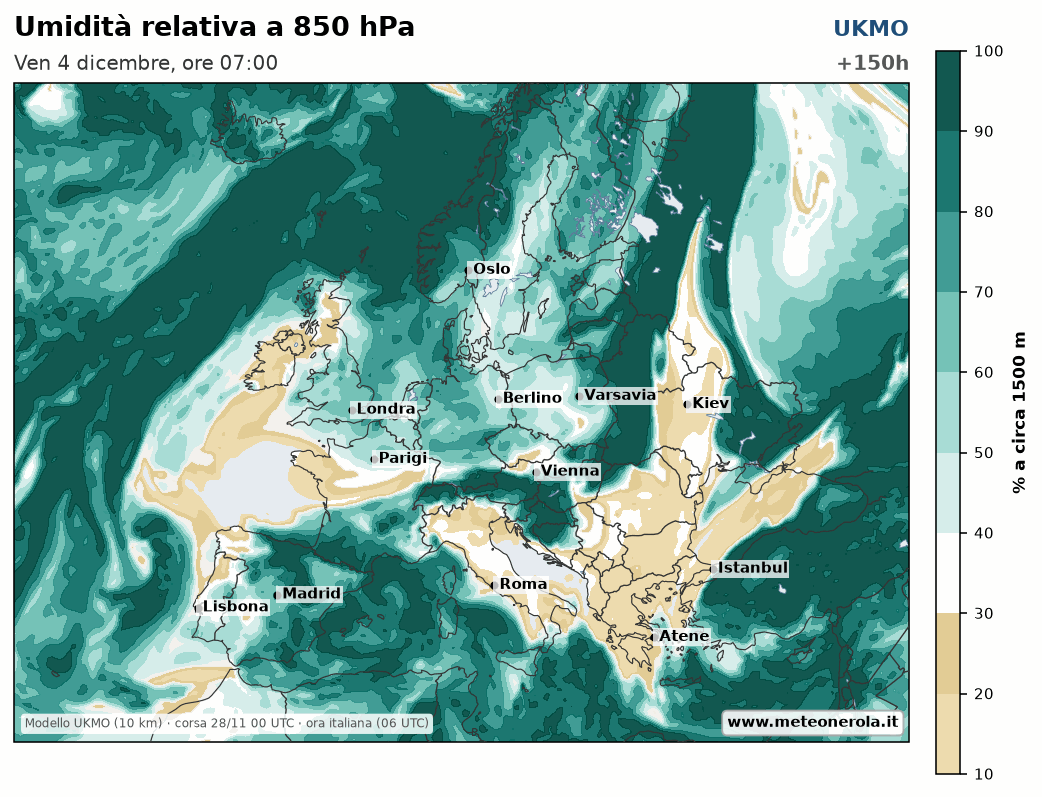 Umidità relativa a 850 hPa
UKMO
Ven 4 dicembre, ore 07:00
+150h
100
90
80
70
60
50
40
30
20
10
% a circa 1500 m
Oslo
Berlino
Varsavia
Kiev
Londra
Parigi
Vienna
Istanbul
Roma
Madrid
Lisbona
Atene
Modello UKMO (10 km) · corsa 28/11 00 UTC · ora italiana (06 UTC)
www.meteonerola.it